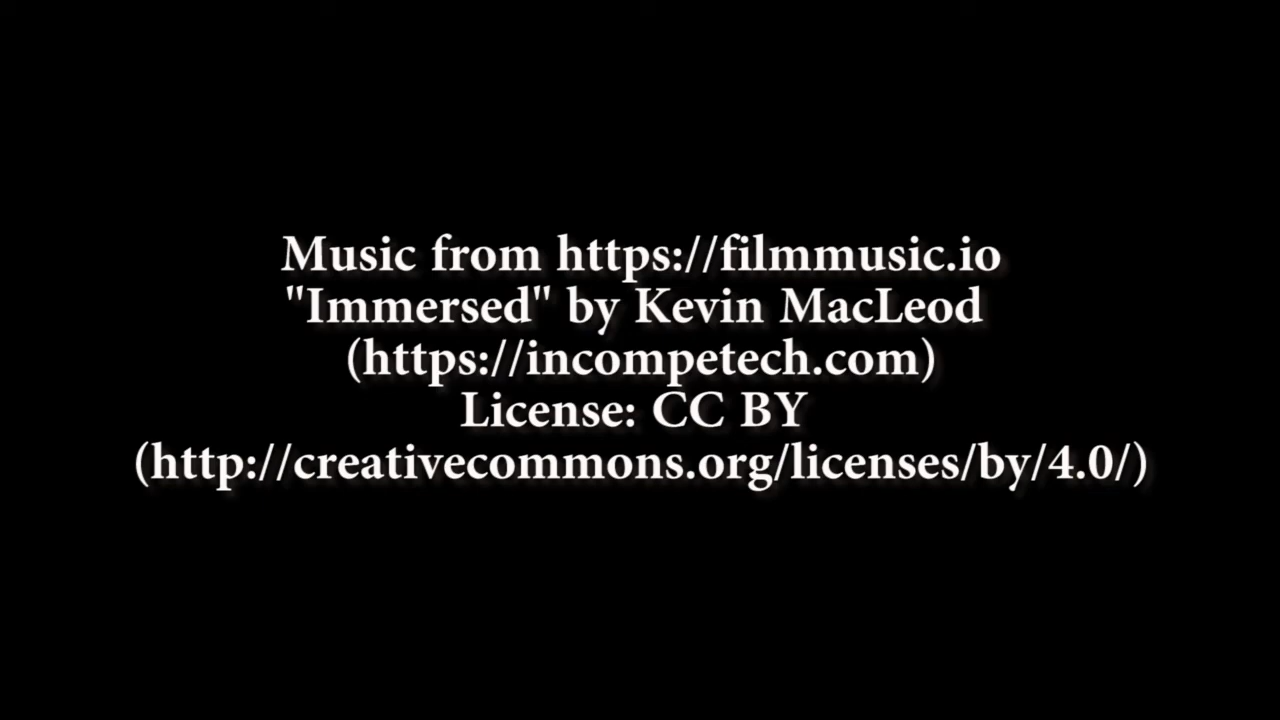 Music from https://filmmusic.io
"Immersed" by Kevin MacLeod
(https://incompetech.com)
License: CC BY
(http://creativecommons.org/licenses/by/4.0/)